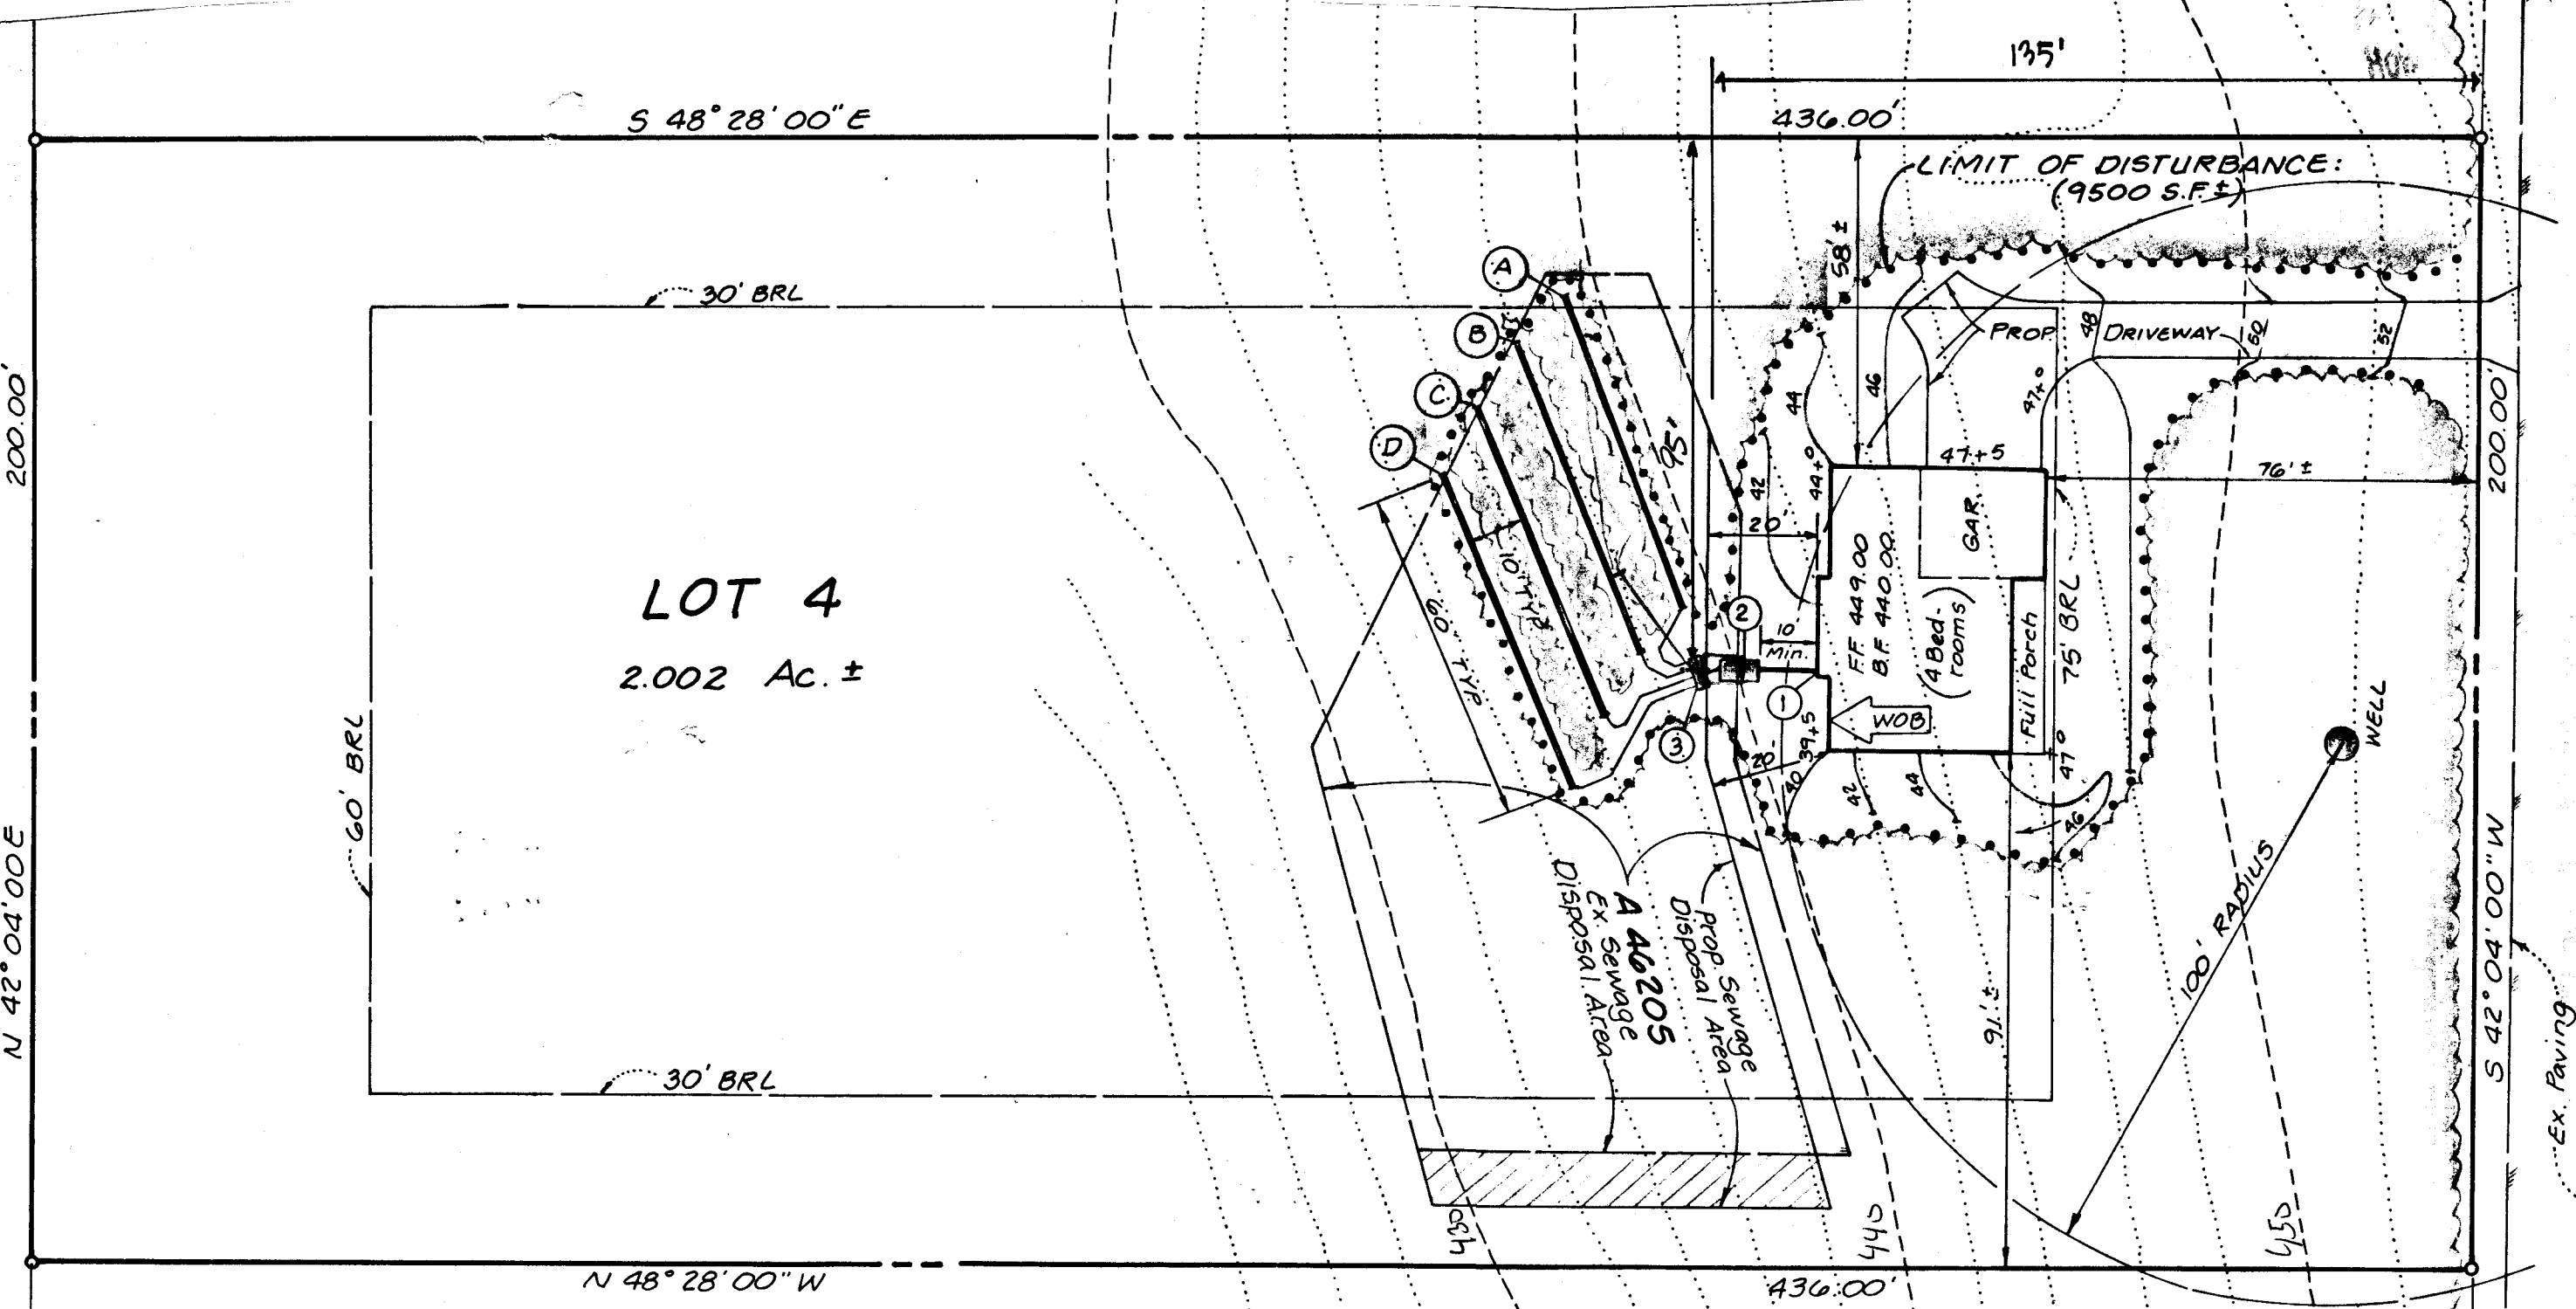 135'
S 48° 28' 00" E
436.00'
LIMIT OF DISTURBANCE:
(9500 S.F.±)
58' ±
A
30' BRL
B
PROP.
48
DRIVEWAY
50
52
C
44
46
47+0
200.00'
D
95'
42
44+0
47+5
76' ±
200.00'
20'
GAR.
10' TYP.
60' TYP.
LOT 4
2.002 Ac. ±
2
10
Min.
F.F. 449.00
B.F. 440.00
(4 Bed-
rooms)
Full Porch
75' BRL
1
WOB
3
20'
39+5
40
42
44
47°
46
WELL
60' BRL
N 42° 04' 00 E
A 46205
Ex. Sewage
Disposal Area
Prop. Sewage
Disposal Area
91' ±
100' RADIUS
S 42° 04' 00" W
Ex. Paving
30' BRL
430
440
450
N 48° 28' 00" W
436.00'